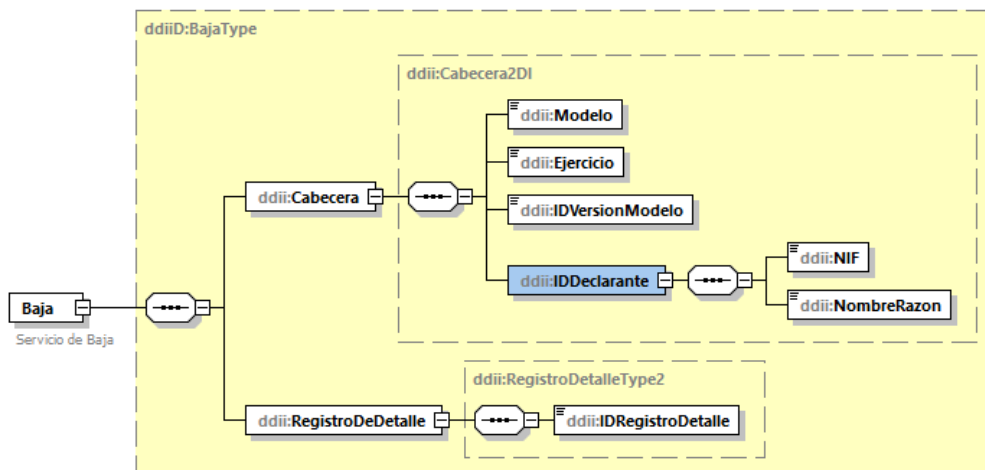 ddiiD:BajaType
ddii:Cabecera2DI
ddii:Modelo
ddii:Ejercicio
ddii:Cabecera
ddii:IDVersionModelo
ddii:NIF
ddii:IDDeclarante
ddii:NombreRazon
Baja
Servicio de Baja
ddii:RegistroDetalleType2
ddii:RegistroDeDetalle
ddii:IDRegistroDetalle